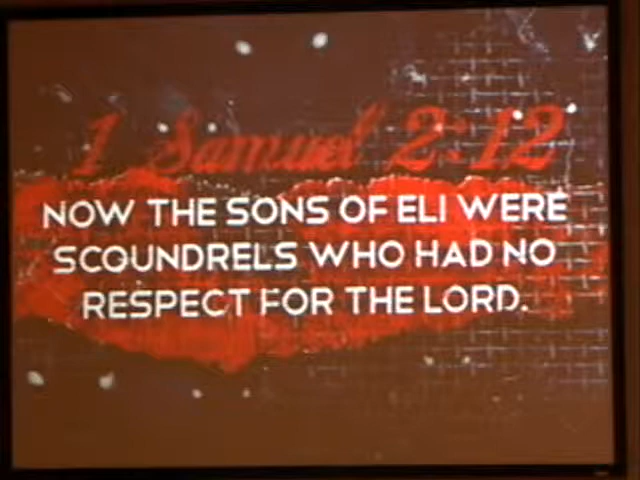 1 Samuel 2:12
NOW THE SONS OF ELI WERE
SCOUNDRELS WHO HAD NO
RESPECT FOR THE LORD.